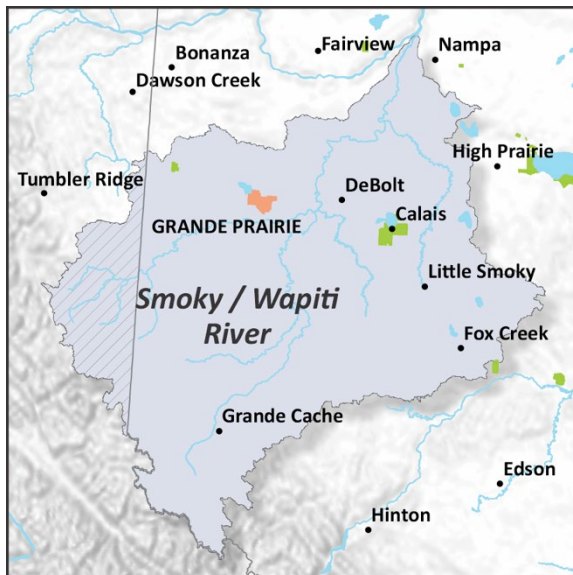 Fairview
Nampa
Bonanza
Dawson Creek
High Prairie
Tumbler Ridge
DeBolt
GRANDE PRAIRIE
Calais
Little Smoky
Smoky / Wapiti
River
Fox Creek
Grande Cache
Edson
Hinton